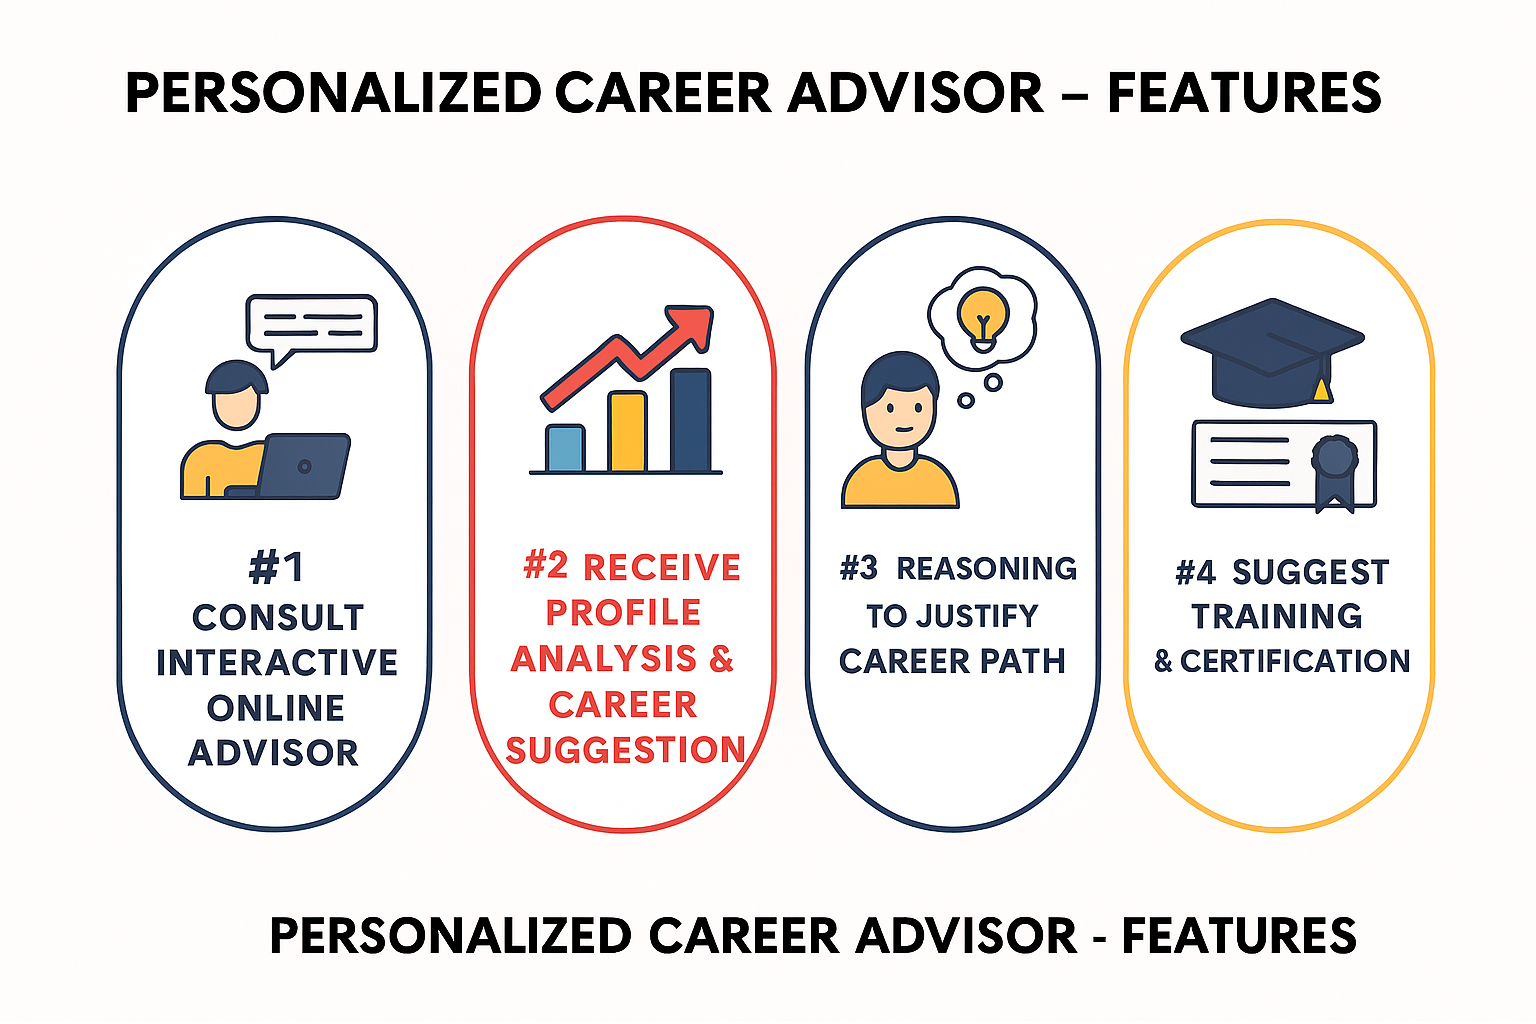 PERSONALIZED CAREER ADVISOR – FEATURES
#1
CONSULT
INTERACTIVE
ONLINE
ADVISOR
#2 RECEIVE
PROFILE
ANALYSIS &
CAREER
SUGGESTION
#3 REASONING
TO JUSTIFY
CAREER PATH
#4 SUGGEST
TRAINING
& CERTIFICATION
PERSONALIZED CAREER ADVISOR - FEATURES